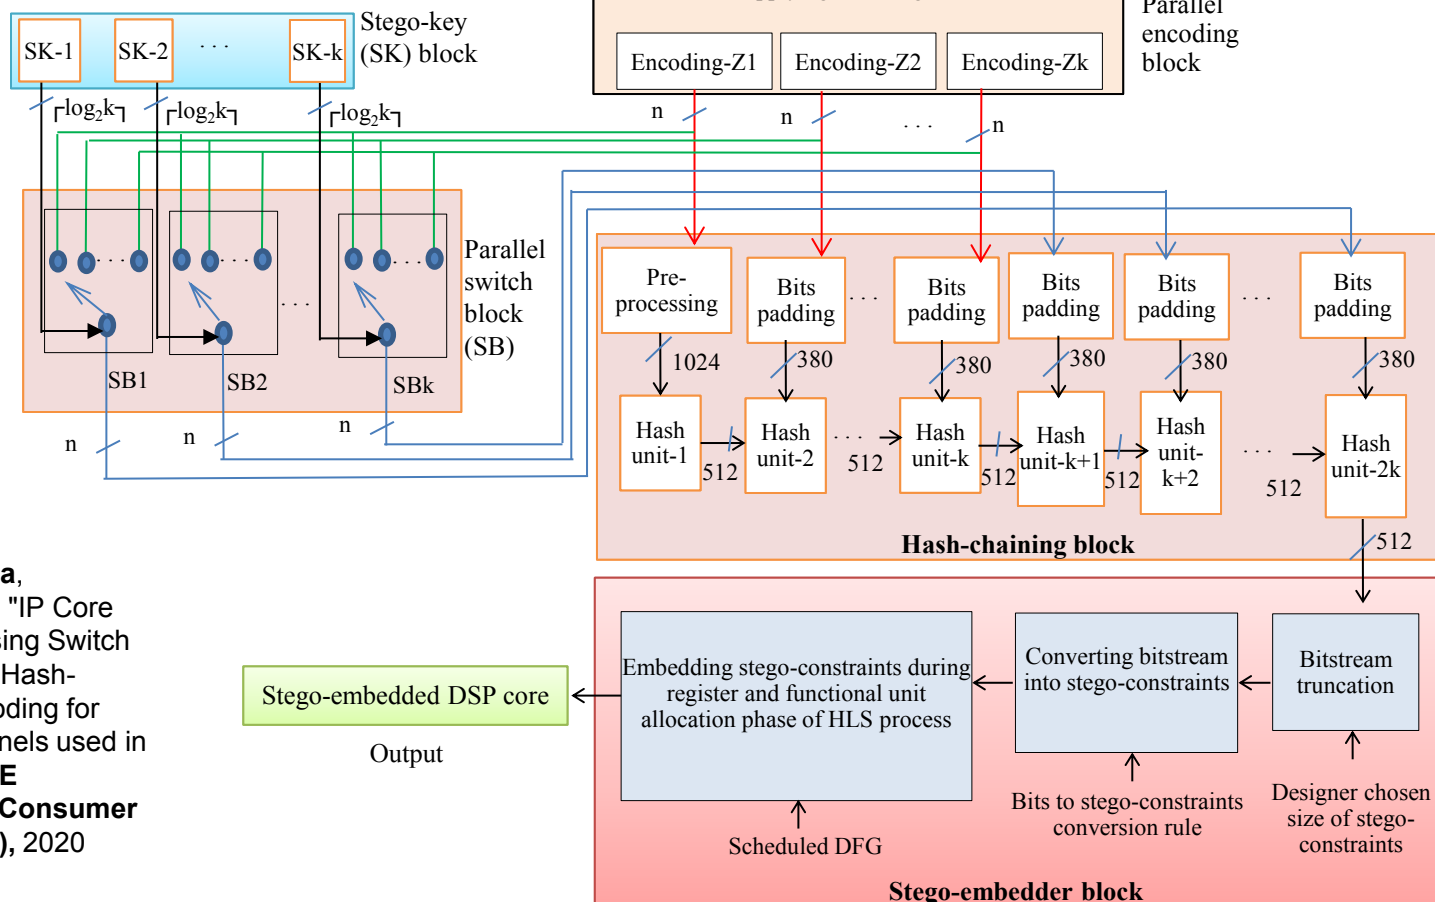 SK-1
SK-2
. . .
SK-k
Stego-key
(SK) block
⌈log₂k⌉
⌈log₂k⌉
⌈log₂k⌉
Encoding-Z1
Encoding-Z2
Encoding-Zk
Parallel
encoding
block
n
n
. . .
n
. . .
. . .
. . .
. . .
SB1
SB2
SBk
Parallel
switch
block
(SB)
n
n
n
Pre-
processing
Bits
padding
. . .
Bits
padding
Bits
padding
Bits
padding
. . .
Bits
padding
1024
380
380
380
380
380
Hash
unit-1
512
Hash
unit-2
. . .
512
Hash
unit-k
512
Hash
unit-k+1
512
Hash
unit-
k+2
. . .
512
Hash
unit-2k
Hash-chaining block
512
a,
"IP Core
sing Switch
Hash-
oding for
nels used in
E
Consumer
), 2020
Stego-embedded DSP core
Output
Embedding stego-constraints during
register and functional unit
allocation phase of HLS process
Scheduled DFG
Converting bitstream
into stego-constraints
Bits to stego-constraints
conversion rule
Bitstream
truncation
Designer chosen
size of stego-
constraints
Stego-embedder block